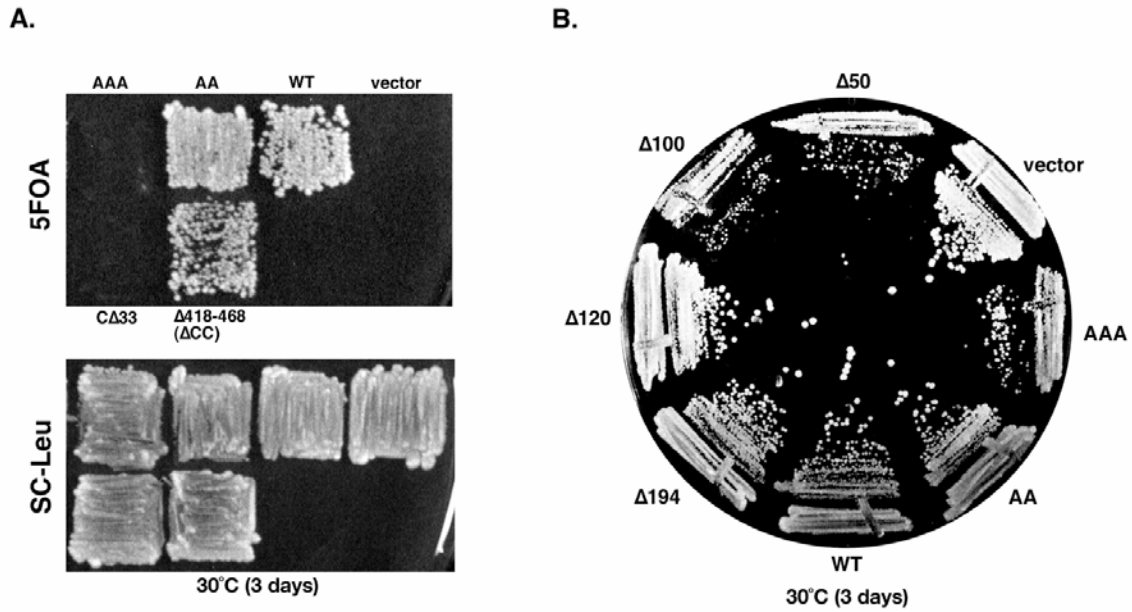 A.
AAA AA WT vector
5FOA
CΔ33 Δ418-468
(ΔCC)
SC-Leu
30°C (3 days)
B.
Δ50
Δ100
vector
Δ120
AAA
Δ194
AA
WT
30°C (3 days)